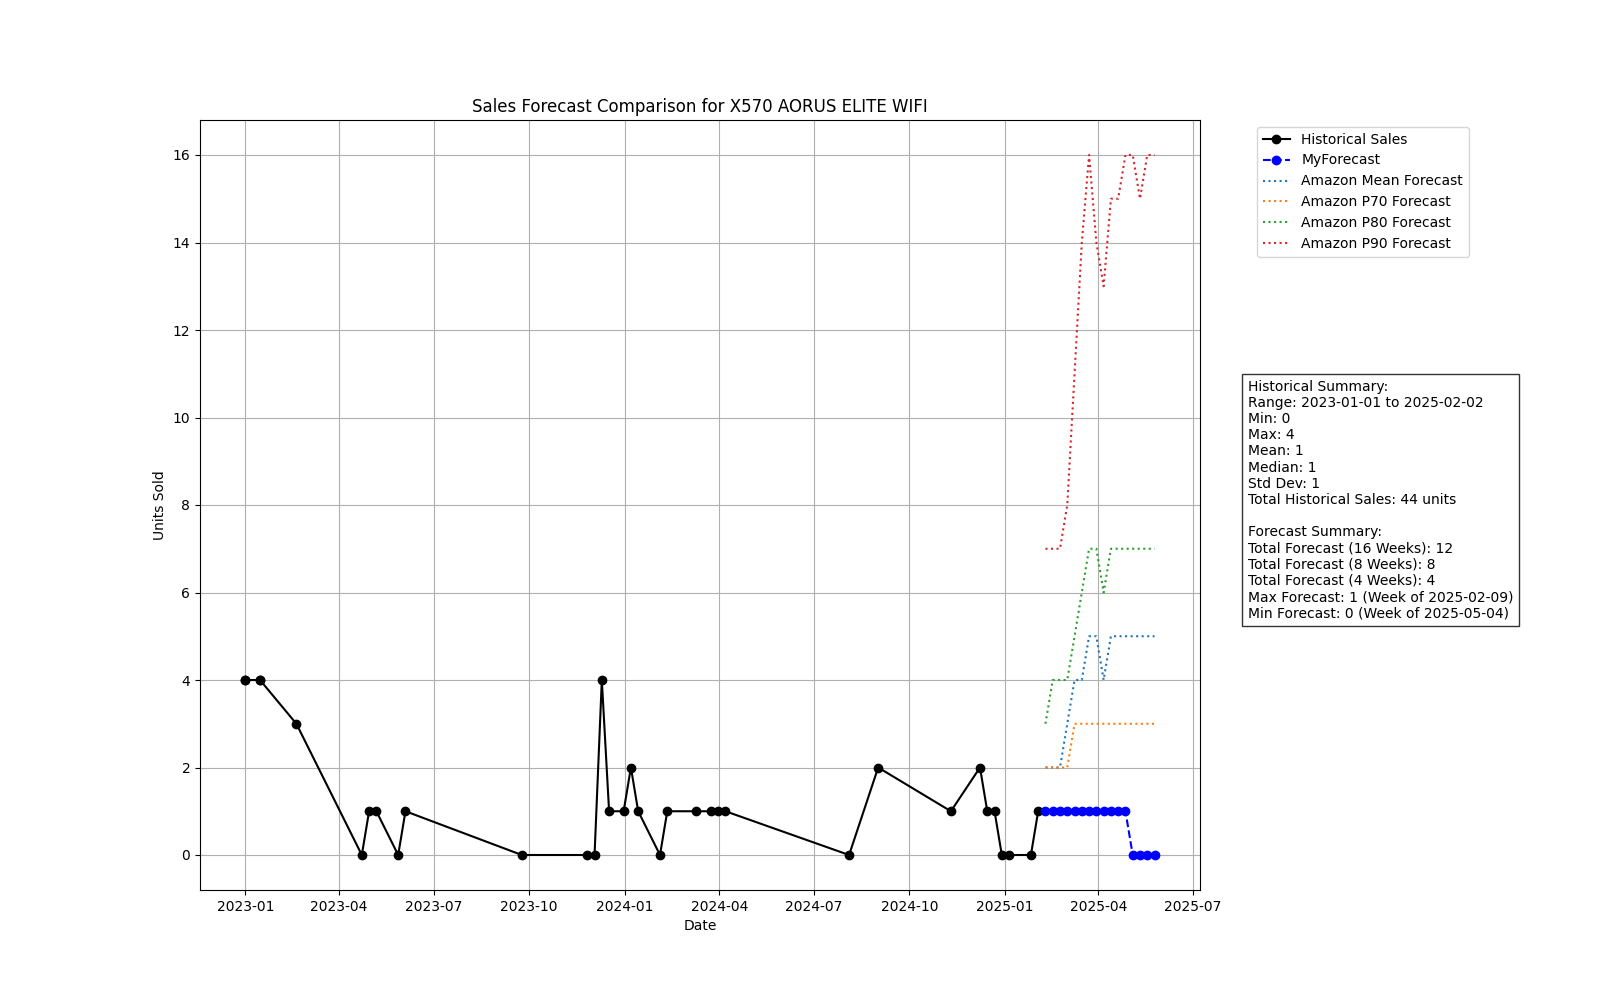 Sales Forecast Comparison for X570 AORUS ELITE WIFI
16
14
12
10
8
6
4
2
0
Units Sold
2023-01
2023-04
2023-07
2023-10
2024-01
2024-04
2024-07
2024-10
2025-01
2025-04
2025-07
Date
Historical Sales
MyForecast
Amazon Mean Forecast
Amazon P70 Forecast
Amazon P80 Forecast
Amazon P90 Forecast
Historical Summary:
Range: 2023-01-01 to 2025-02-02
Min: 0
Max: 4
Mean: 1
Median: 1
Std Dev: 1
Total Historical Sales: 44 units
Forecast Summary:
Total Forecast (16 Weeks): 12
Total Forecast (8 Weeks): 8
Total Forecast (4 Weeks): 4
Max Forecast: 1 (Week of 2025-02-09)
Min Forecast: 0 (Week of 2025-05-04)